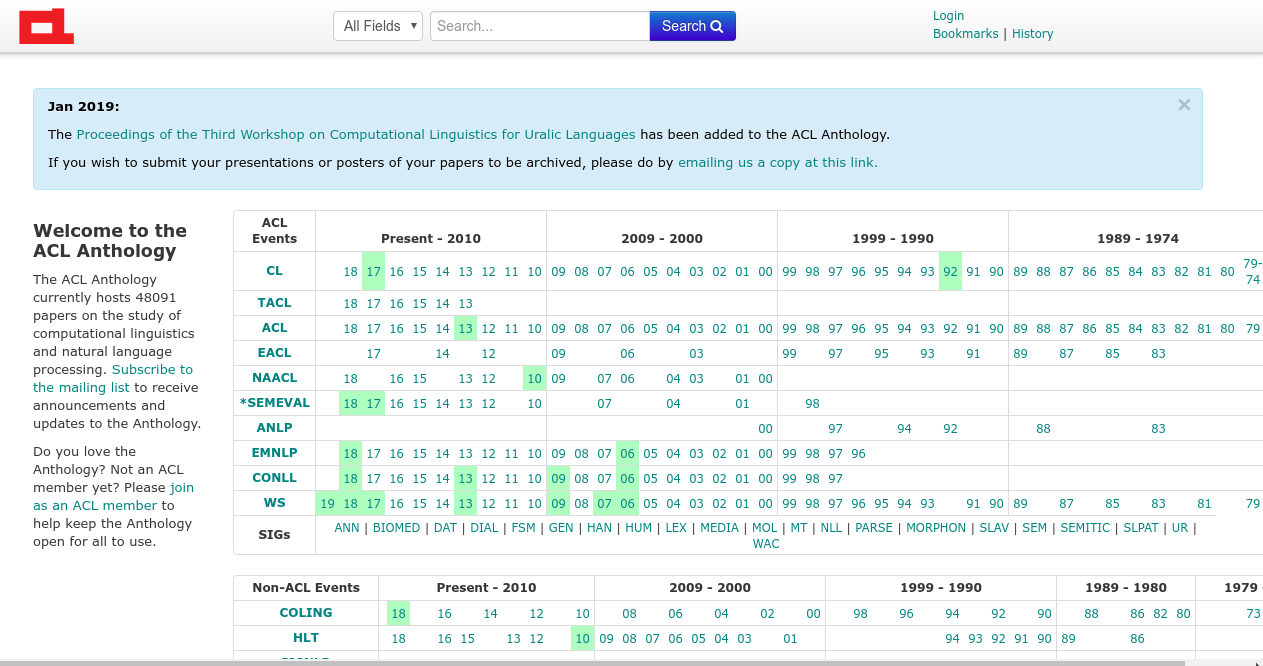 All Fields
Search...
Search
Login
Bookmarks | History
Jan 2019:
×
The Proceedings of the Third Workshop on Computational Linguistics for Uralic Languages has been added to the ACL Anthology.
If you wish to submit your presentations or posters of your papers to be archived, please do by emailing us a copy at this link.
Welcome to the
ACL Anthology
The ACL Anthology
currently hosts 48091
papers on the study of
computational linguistics
and natural language
processing. Subscribe to
the mailing list to receive
announcements and
updates to the Anthology.
Do you love the
Anthology? Not an ACL
member yet? Please join
as an ACL member to
help keep the Anthology
open for all to use.
ACL
Events Present - 2010 2009 - 2000 1999 - 1990 1989 - 1974
CL 18 17 16 15 14 13 12 11 10 09 08 07 06 05 04 03 02 01 00 99 98 97 96 95 94 93 92 91 90 89 88 87 86 85 84 83 82 81 80 79-
74
TACL 18 17 16 15 14 13
ACL 18 17 16 15 14 13 12 11 10 09 08 07 06 05 04 03 02 01 00 99 98 97 96 95 94 93 92 91 90 89 88 87 86 85 84 83 82 81 80 79
EACL 17 14 12 09 06 03 99 97 95 93 91 89 87 85 83
NAACL 18 16 15 13 12 10 09 07 06 04 03 01 00
*SEMEVAL 18 17 16 15 14 13 12 10 07 04 01 98
ANLP 00 97 94 92 88 83
EMNLP 18 17 16 15 14 13 12 11 10 09 08 07 06 05 04 03 02 01 00 99 98 97 96
CONLL 18 17 16 15 14 13 12 11 10 09 08 07 06 05 04 03 02 01 00 99 98 97
WS 19 18 17 16 15 14 13 12 11 10 09 08 07 06 05 04 03 02 01 00 99 98 97 96 95 94 93 91 90 89 87 85 83 81 79
SIGs ANN | BIOMED | DAT | DIAL | FSM | GEN | HAN | HUM | LEX | MEDIA | MOL | MT | NLL | PARSE | MORPHON | SLAV | SEM | SEMITIC | SLPAT | UR |
WAC
Non-ACL Events Present - 2010 2009 - 2000 1999 - 1990 1989 - 1980 1979
COLING 18 16 14 12 10 08 06 04 02 00 98 96 94 92 90 88 86 82 80 73
HLT 18 16 15 13 12 10 09 08 07 06 05 04 03 01 94 93 92 91 90 89 86